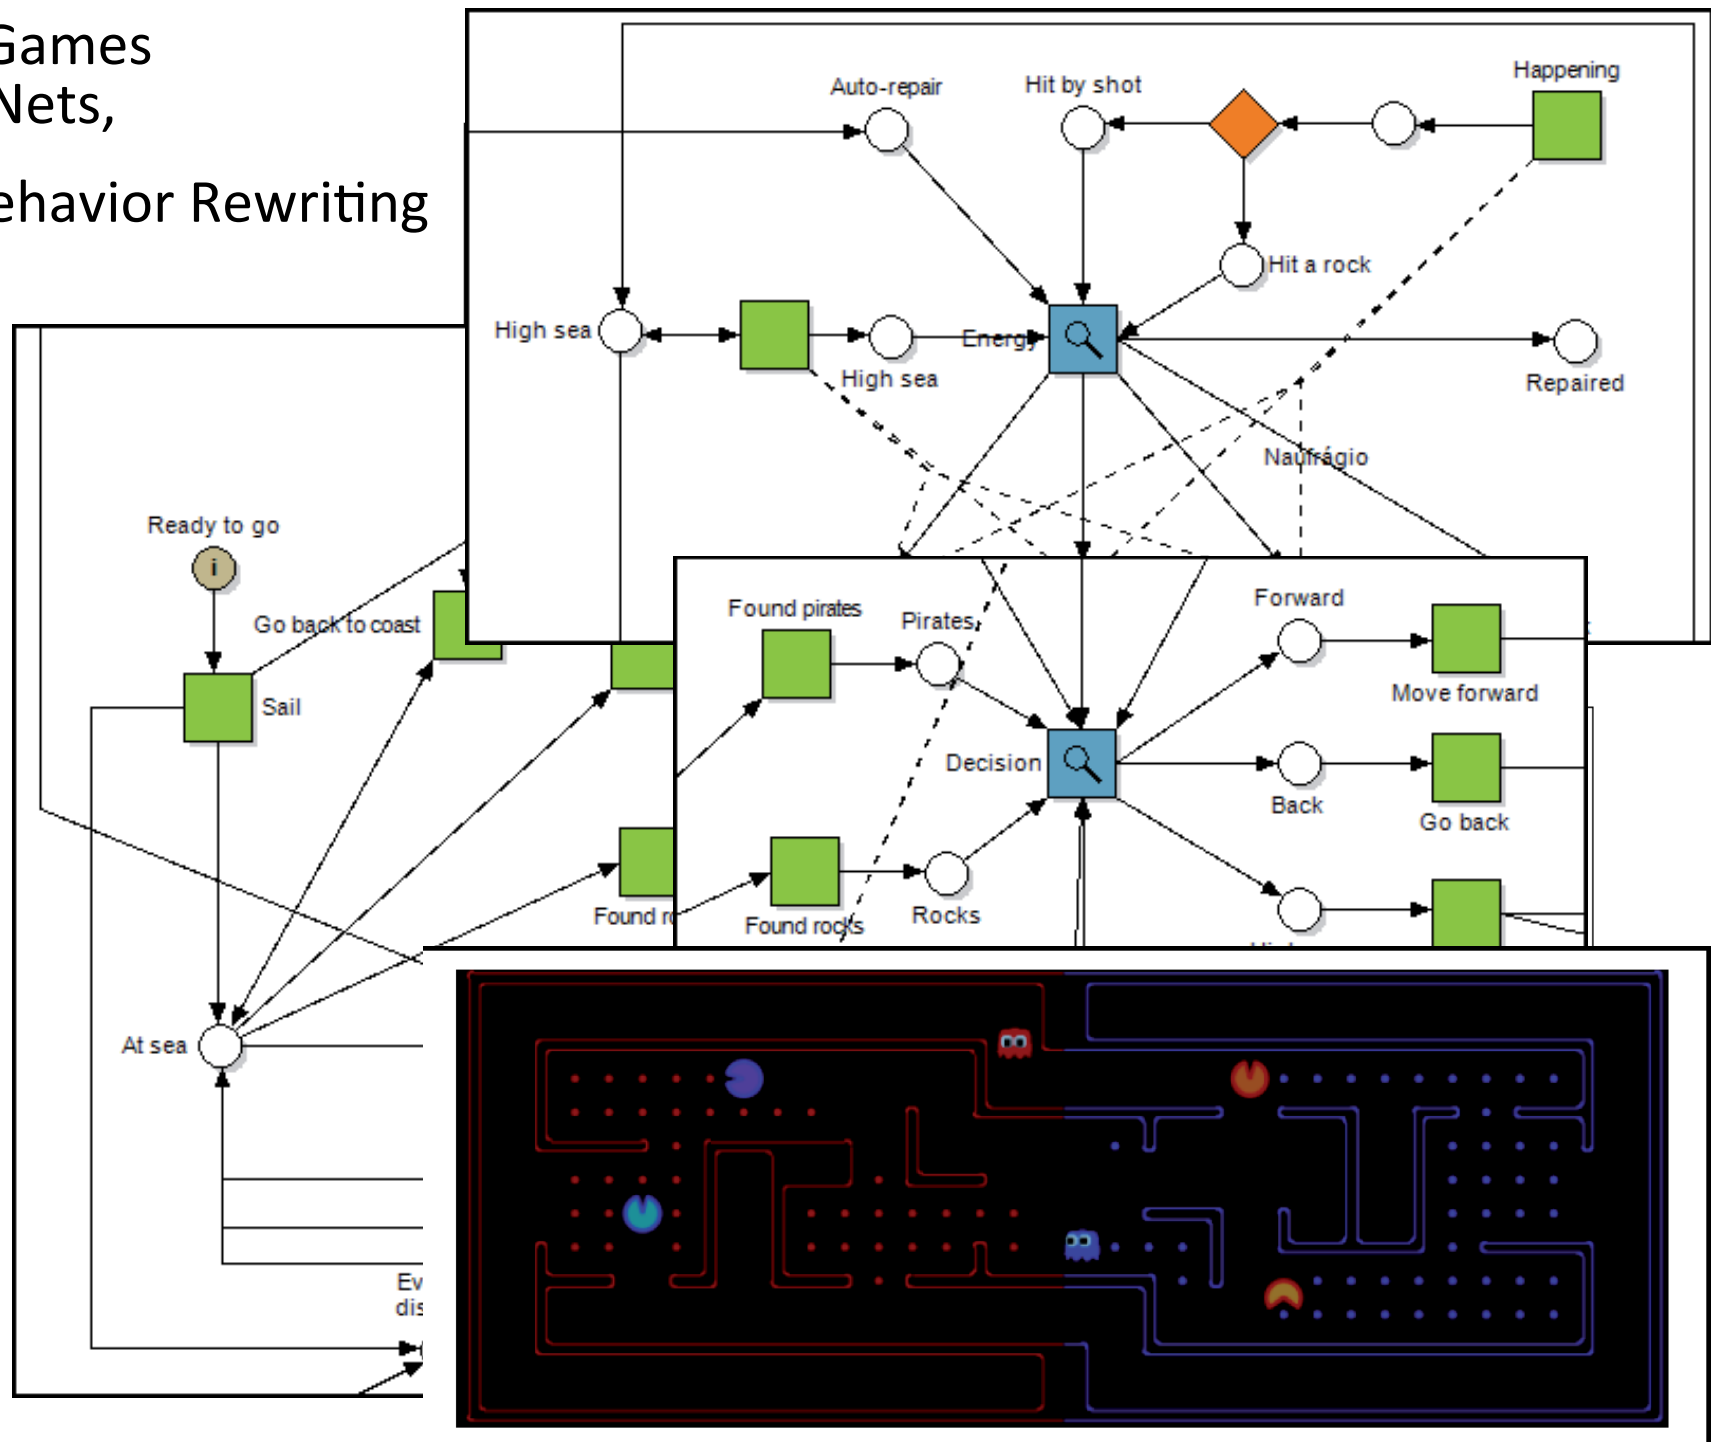 Games
Nets,
ehavior Rewriting
Happening
Auto-repair
Hit by shot
Hit a rock
High sea
Energy
High sea
Repaired
Naufrágio
Ready to go
i
Go back to coast
Sail
Found pirates
Pirates
Forward
Move forward
Decision
Back
Go back
Found
Found rocks
Rocks
At sea